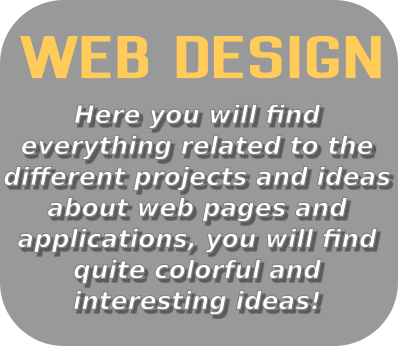 WEB DESIGN
Here you will find
everything related to the
different projects and ideas
about web pages and
applications, you will find
quite colorful and
interesting ideas!